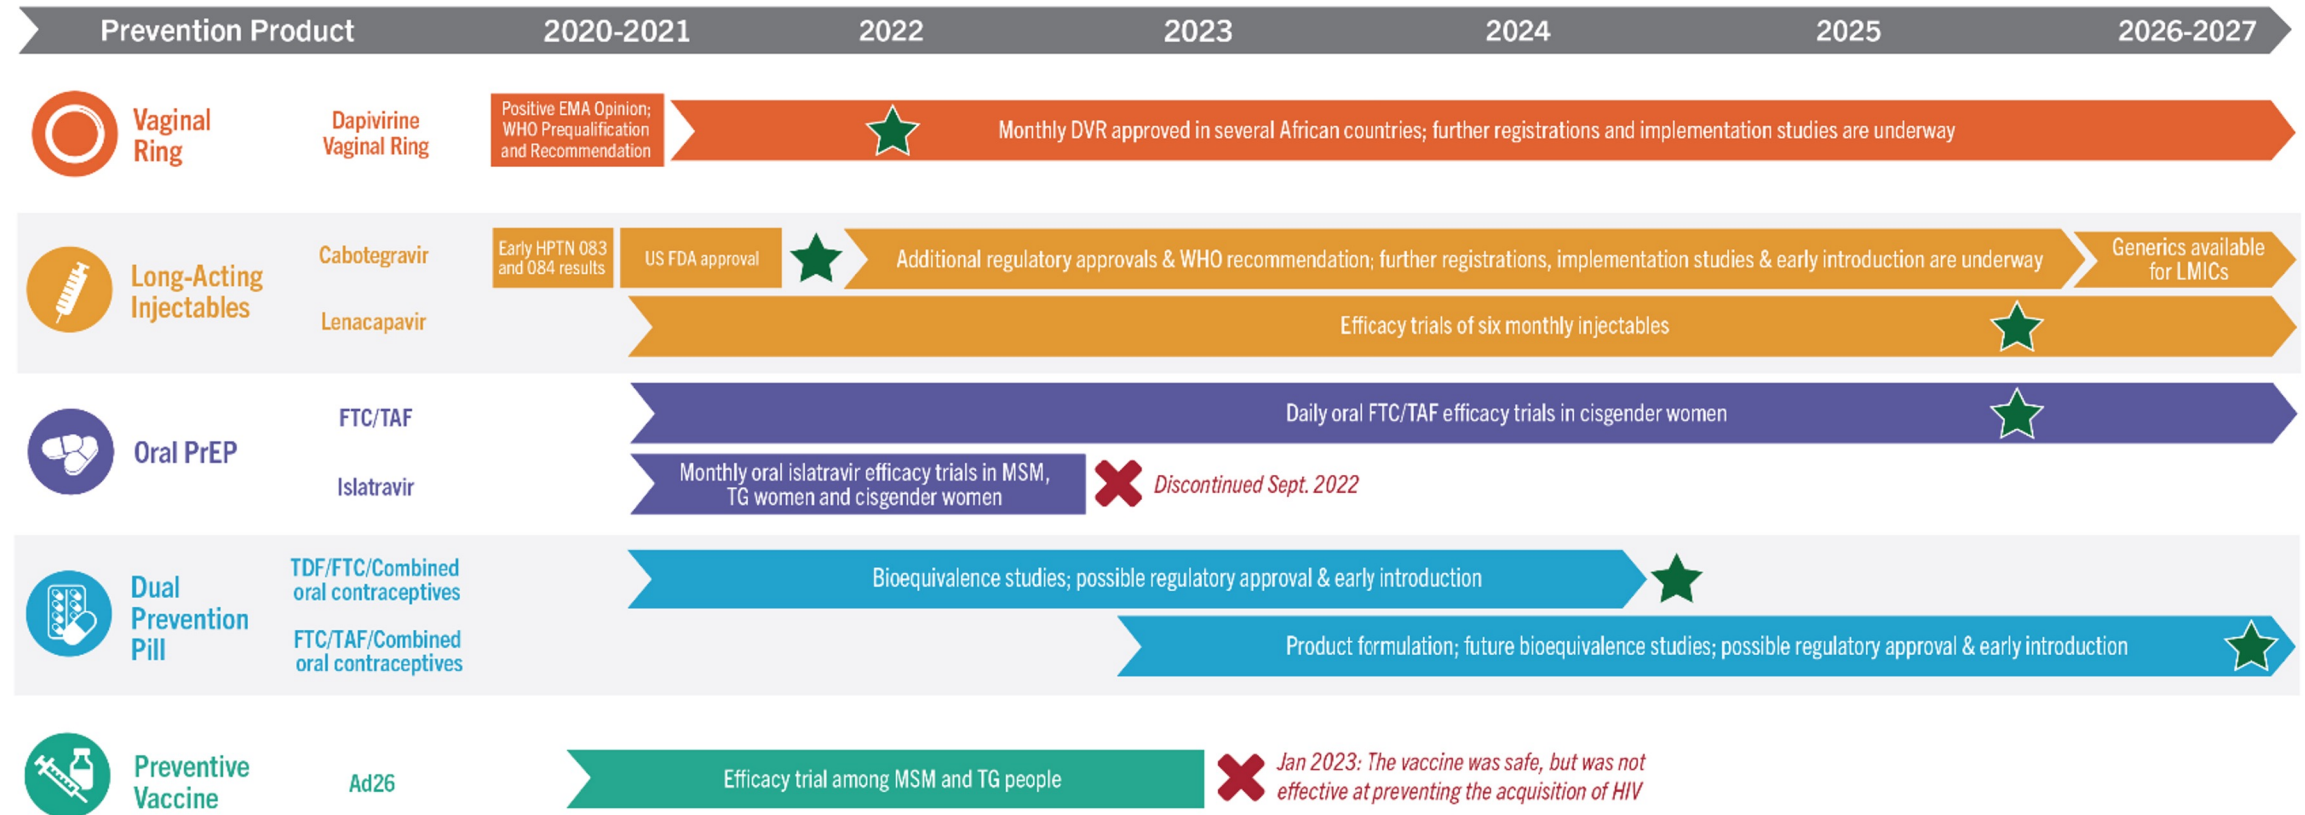 Prevention Product 2020-2021 2022 2023 2024 2025 2026-2027
Vaginal
Ring
Dapivirine
Vaginal Ring
Positive EMA Opinion;
WHO Prequalification
and Recommendation
Monthly DVR approved in several African countries; further registrations and implementation studies are underway
Long-Acting
Injectables
Cabotegravir
Early HPTN 083
and 084 results
US FDA approval
Additional regulatory approvals & WHO recommendation; further registrations, implementation studies & early introduction are underway
Generics available
for LMICs
Lenacapavir
Efficacy trials of six monthly injectables
Oral PrEP
FTC/TAF
Daily oral FTC/TAF efficacy trials in cisgender women
Islatravir
Monthly oral islatravir efficacy trials in MSM,
TG women and cisgender women
Discontinued Sept. 2022
Dual
Prevention
Pill
TDF/FTC/Combined
oral contraceptives
Bioequivalence studies; possible regulatory approval & early introduction
FTC/TAF/Combined
oral contraceptives
Product formulation; future bioequivalence studies; possible regulatory approval & early introduction
Preventive
Vaccine
Ad26
Efficacy trial among MSM and TG people
Jan 2023: The vaccine was safe, but was not
effective at preventing the acquisition of HIV